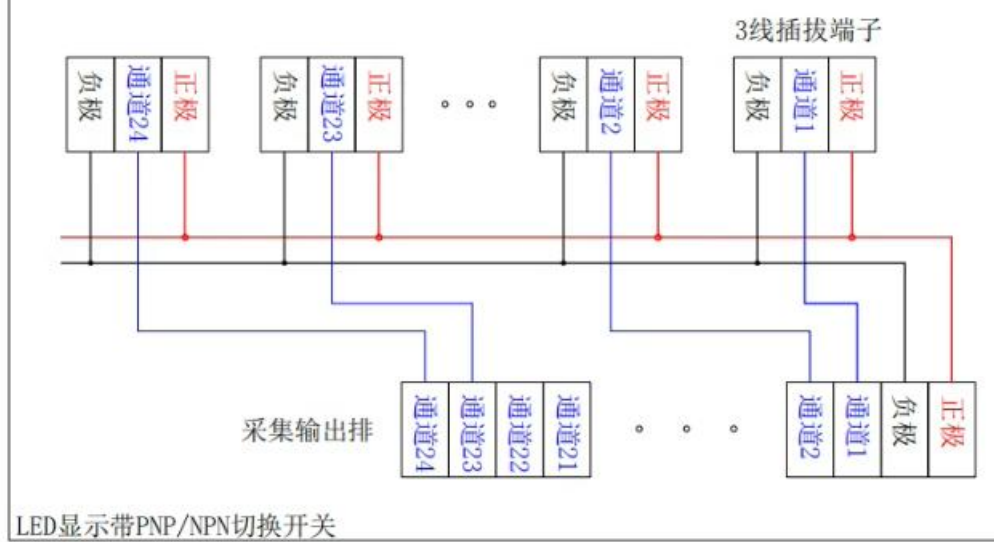 3线插拔端子
负极 通道24 正极 负极 通道23 正极 负极 通道2 正极 负极 通道1 正极
采集输出排
通道24 通道23 通道22 通道21 通道2 通道1 负极 正极
LED显示带PNP/NPN切换开关